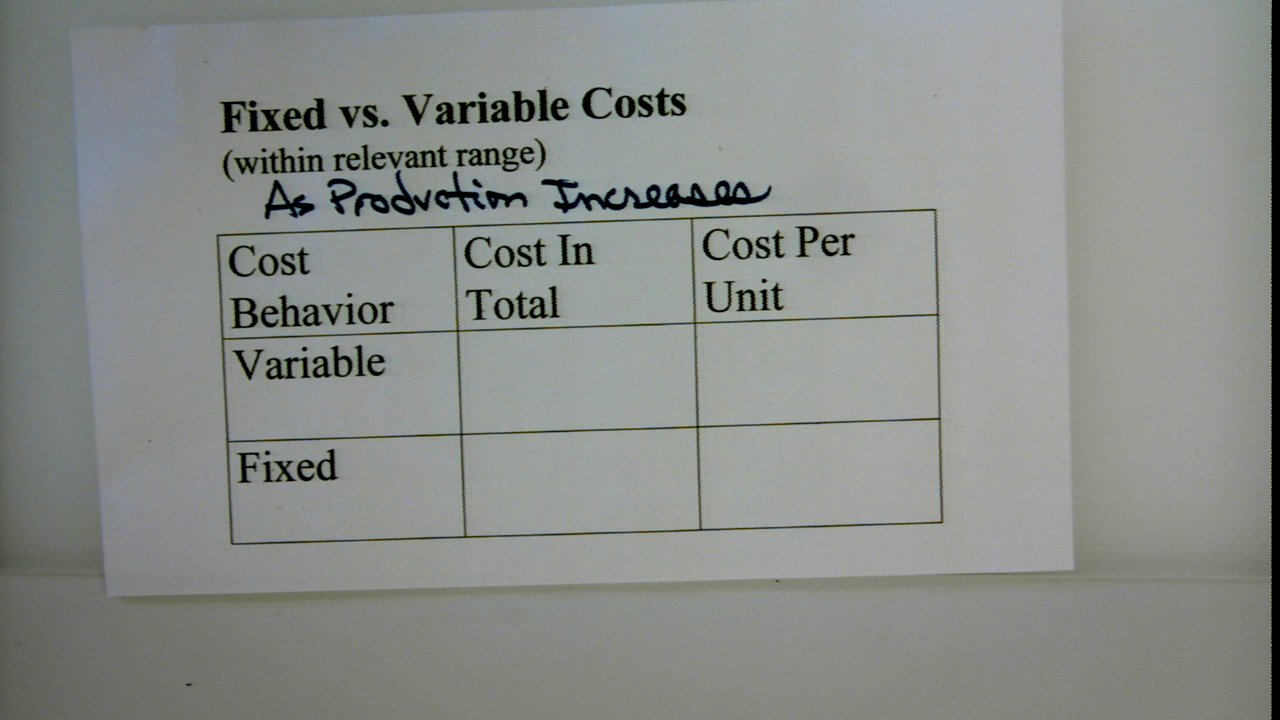 Fixed vs. Variable Costs
(within relevant range)
As Production Increases
Cost Behavior
Cost In Total
Cost Per Unit
Variable
Fixed